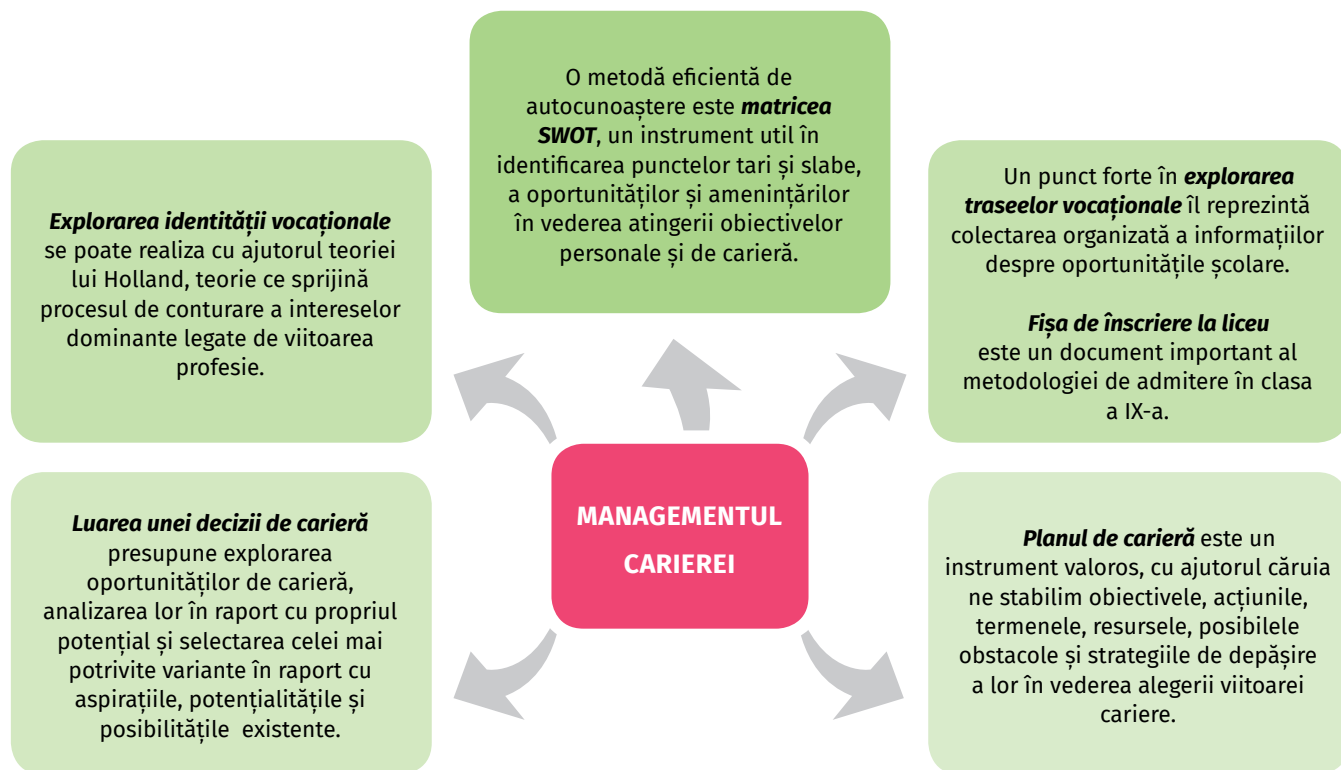 O metodă eficientă de
autocunoaștere este matricea
SWOT, un instrument util în
identificarea punctelor tari și slabe,
a oportunităților și amenințărilor
în vederea atingerii obiectivelor
personale și de carieră.
Explorarea identității vocaționale
se poate realiza cu ajutorul teoriei
lui Holland, teorie ce sprijină
procesul de conturare a intereselor
dominante legate de viitoarea
profesie.
Un punct forte în explorarea
traseelor vocaționale îl reprezintă
colectarea organizată a informațiilor
despre oportunitățile școlare.
Fișa de înscriere la liceu
este un document important al
metodologiei de admitere în clasa
a IX-a.
MANAGEMENTUL
CARIEREI
Luarea unei decizii de carieră
presupune explorarea
oportunităților de carieră,
analizarea lor în raport cu propriul
potențial și selectarea celei mai
potrivite variante în raport cu
aspirațiile, potențialitățile și
posibilitățile existente.
Planul de carieră este un
instrument valoros, cu ajutorul căruia
ne stabilim obiectivele, acțiunile,
termenele, resursele, posibilele
obstacole și strategiile de depășire
a lor în vederea alegerii viitoarei
cariere.